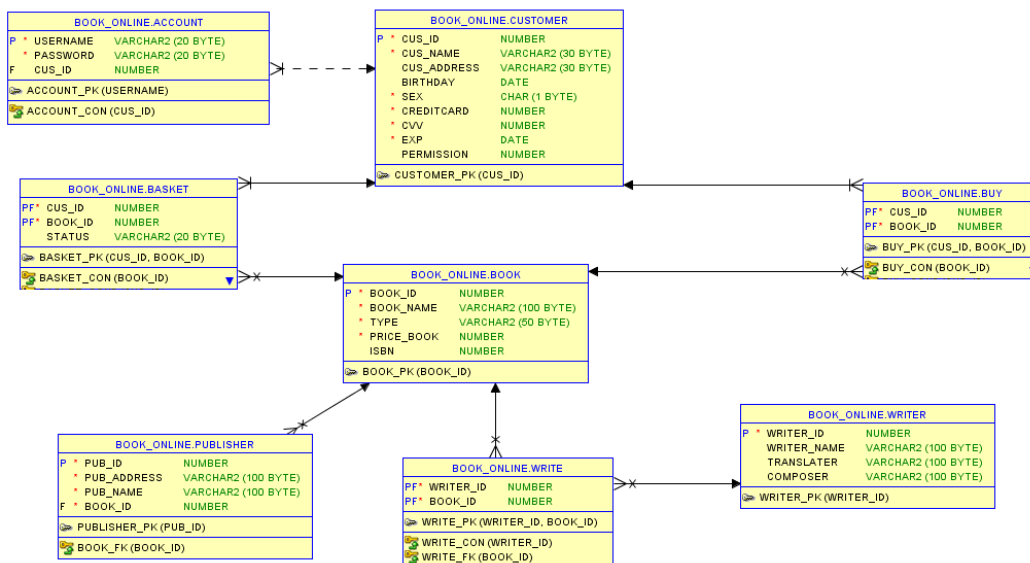 BOOK_ONLINE.ACCOUNT
P * USERNAME VARCHAR2 (20 BYTE)
* PASSWORD VARCHAR2 (20 BYTE)
F CUS_ID NUMBER
ACCOUNT_PK (USERNAME)
ACCOUNT_CON (CUS_ID)
BOOK_ONLINE.CUSTOMER
P * CUS_ID NUMBER
* CUS_NAME VARCHAR2 (30 BYTE)
CUS_ADDRESS VARCHAR2 (30 BYTE)
BIRTHDAY DATE
* SEX CHAR (1 BYTE)
* CREDITCARD NUMBER
* CVV NUMBER
* EXP DATE
PERMISSION NUMBER
CUSTOMER_PK (CUS_ID)
BOOK_ONLINE.BASKET
PF* CUS_ID NUMBER
PF* BOOK_ID NUMBER
STATUS VARCHAR2 (20 BYTE)
BASKET_PK (CUS_ID, BOOK_ID)
BASKET_CON (BOOK_ID)
BOOK_ONLINE.BUY
PF* CUS_ID NUMBER
PF* BOOK_ID NUMBER
BUY_PK (CUS_ID, BOOK_ID)
BUY_CON (BOOK_ID)
BOOK_ONLINE.BOOK
P * BOOK_ID NUMBER
* BOOK_NAME VARCHAR2 (100 BYTE)
* TYPE VARCHAR2 (50 BYTE)
* PRICE_BOOK NUMBER
ISBN NUMBER
BOOK_PK (BOOK_ID)
BOOK_ONLINE.PUBLISHER
P * PUB_ID NUMBER
* PUB_ADDRESS VARCHAR2 (100 BYTE)
* PUB_NAME VARCHAR2 (100 BYTE)
F * BOOK_ID NUMBER
PUBLISHER_PK (PUB_ID)
BOOK_FK (BOOK_ID)
BOOK_ONLINE.WRITE
PF* WRITER_ID NUMBER
PF* BOOK_ID NUMBER
WRITE_PK (WRITER_ID, BOOK_ID)
WRITE_CON (WRITER_ID)
WRITE_FK (BOOK_ID)
BOOK_ONLINE.WRITER
P * WRITER_ID NUMBER
WRITER_NAME VARCHAR2 (100 BYTE)
TRANSLATER VARCHAR2 (100 BYTE)
COMPOSER VARCHAR2 (100 BYTE)
WRITER_PK (WRITER_ID)